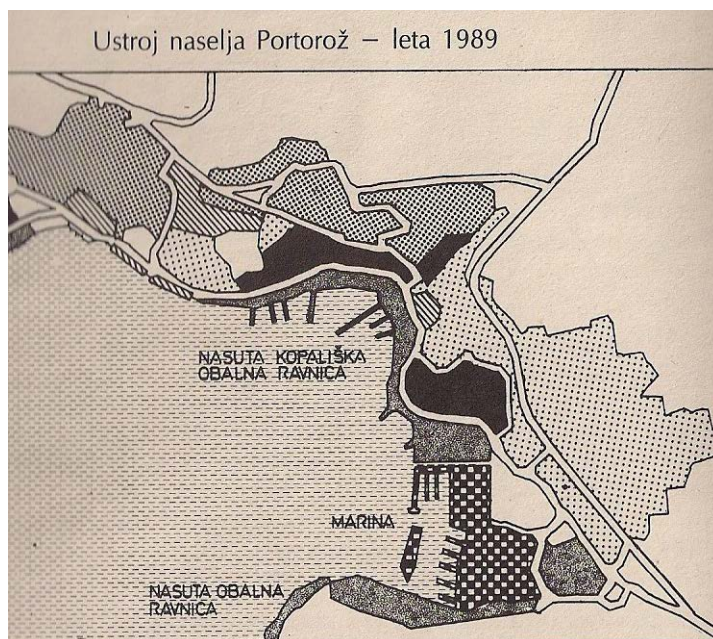 Ustroj naselja Portorož – leta 1989
NASUTA KOPALIŠKA
OBALNA RAVNICA
MARINA
NASUTA OBALNA
RAVNICA